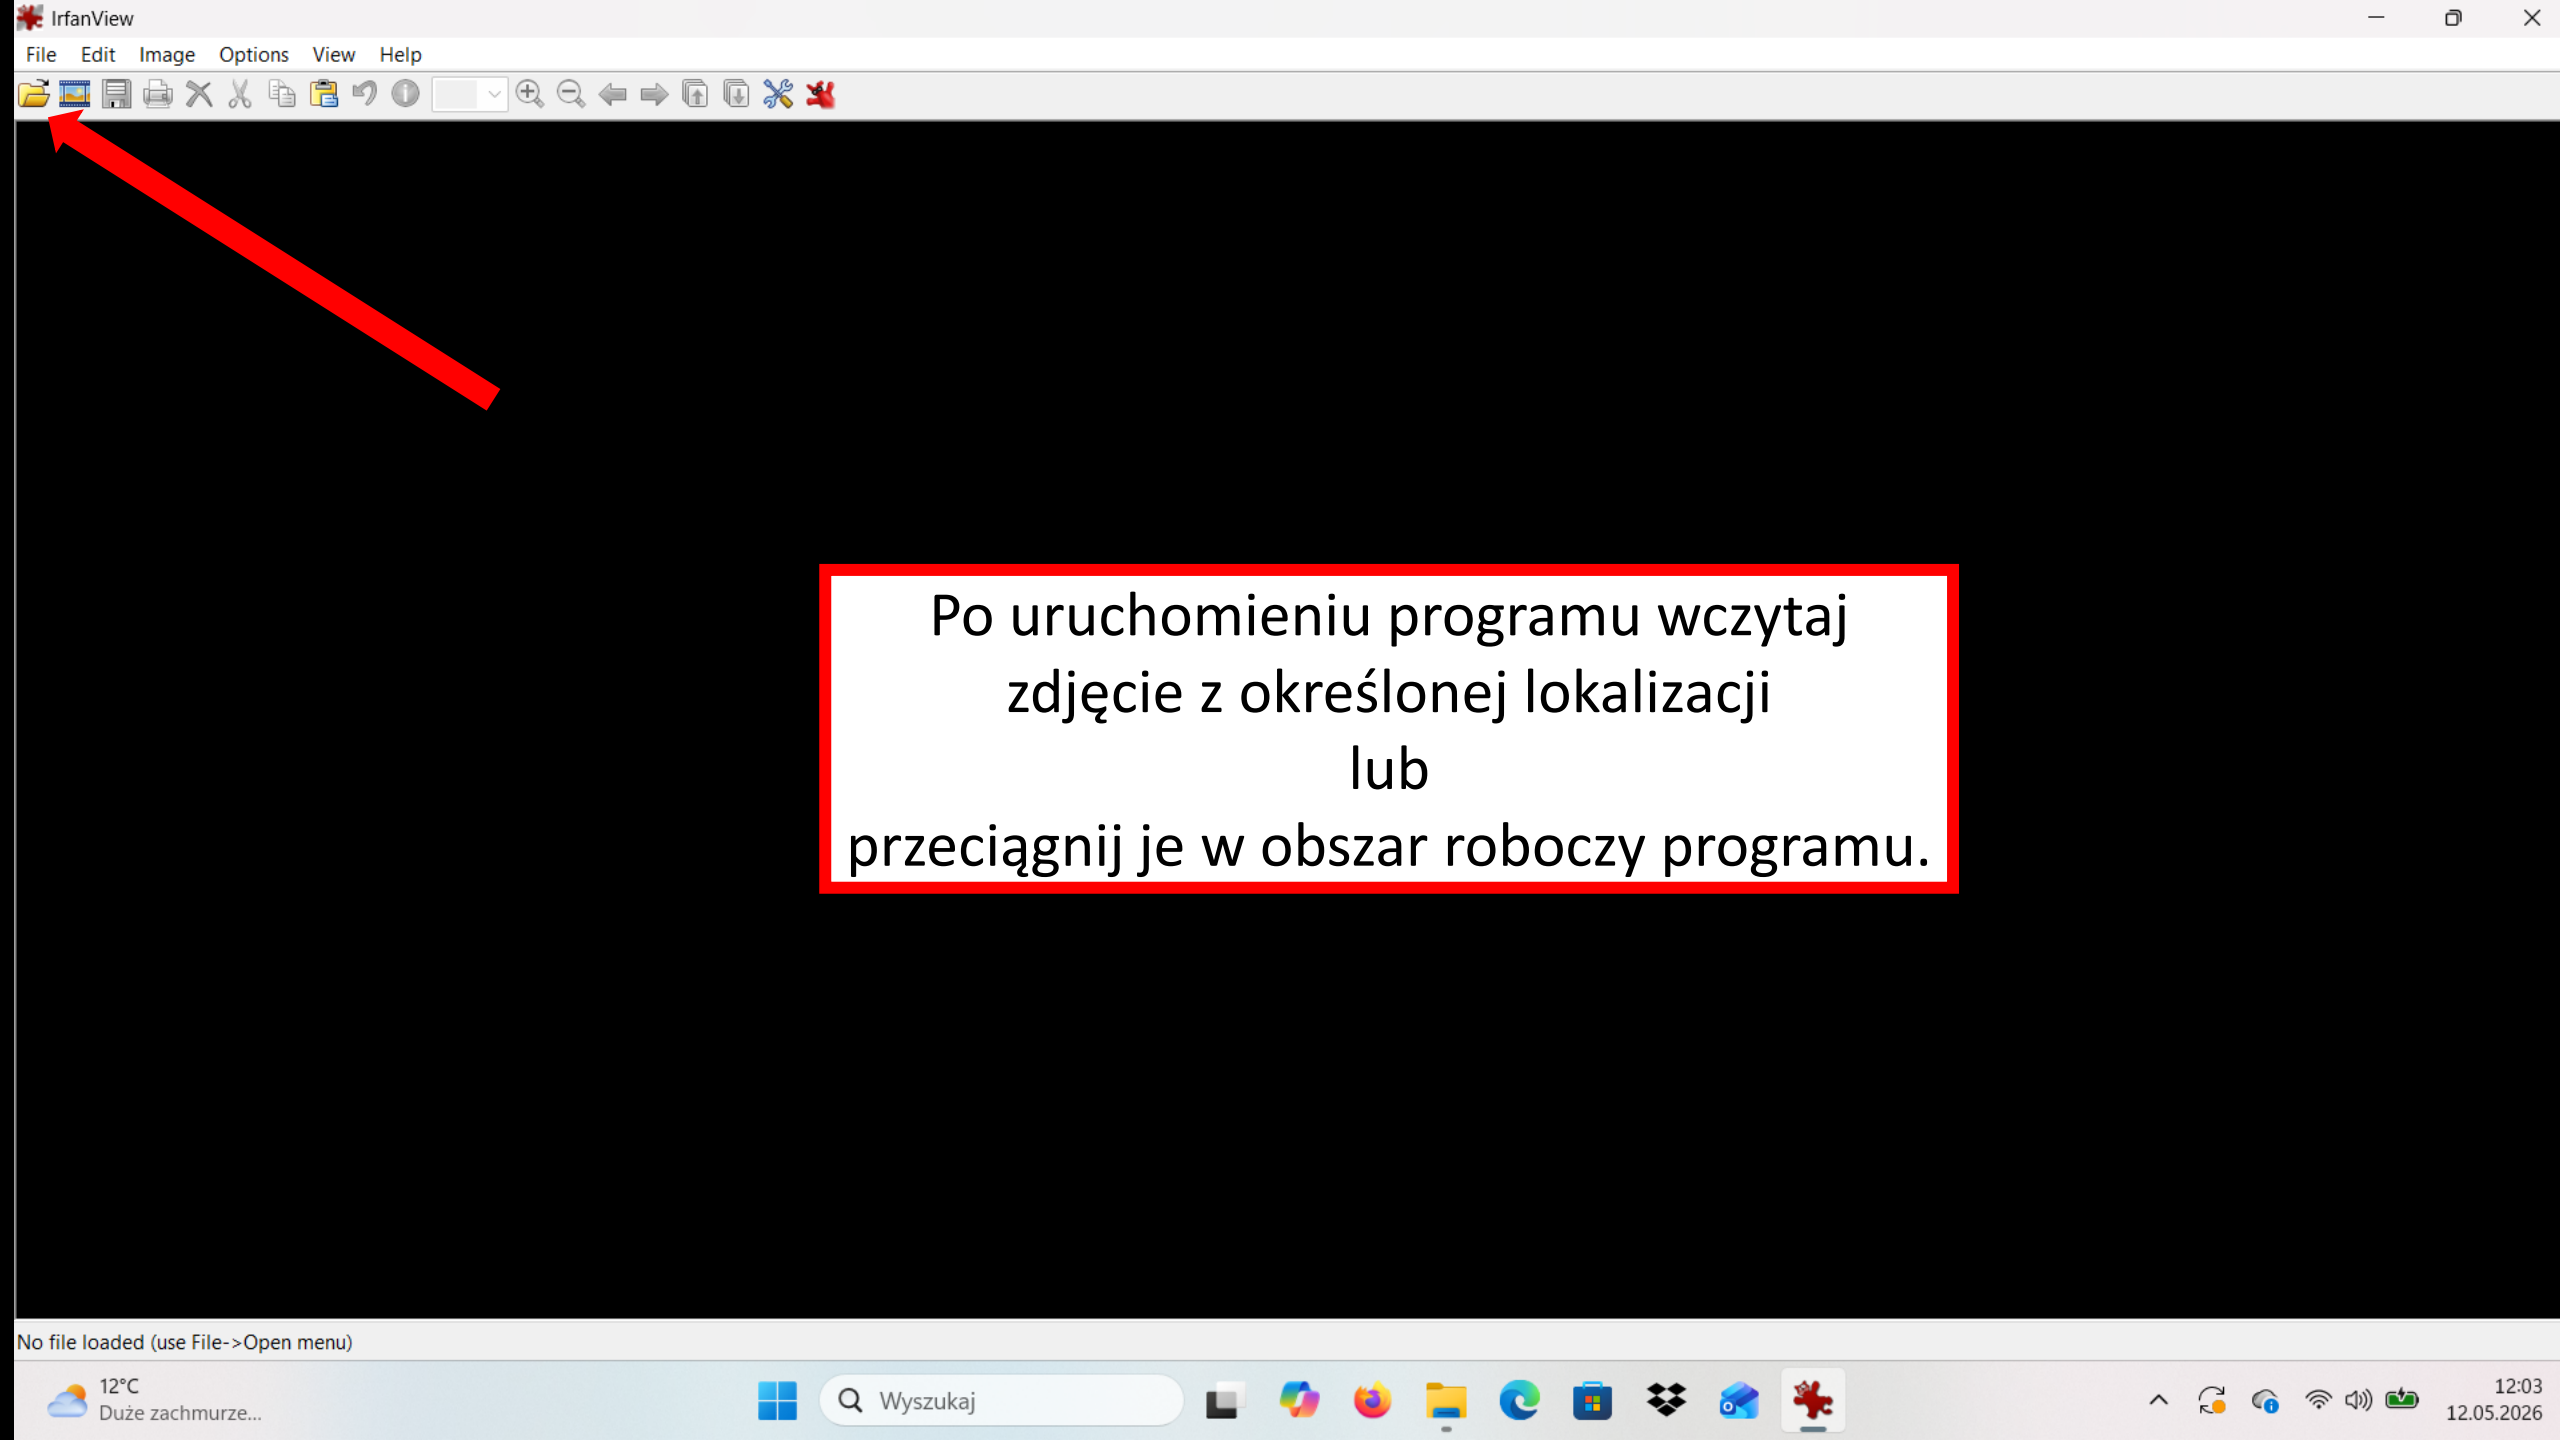 IrfanView
File Edit Image Options View Help
Po uruchomieniu programu wczytaj
zdjęcie z określonej lokalizacji
lub
przeciągnij je w obszar roboczy programu.
No file loaded (use File->Open menu)
12°C
Duże zachmurze...
Wyszukaj
12:03
12.05.2026